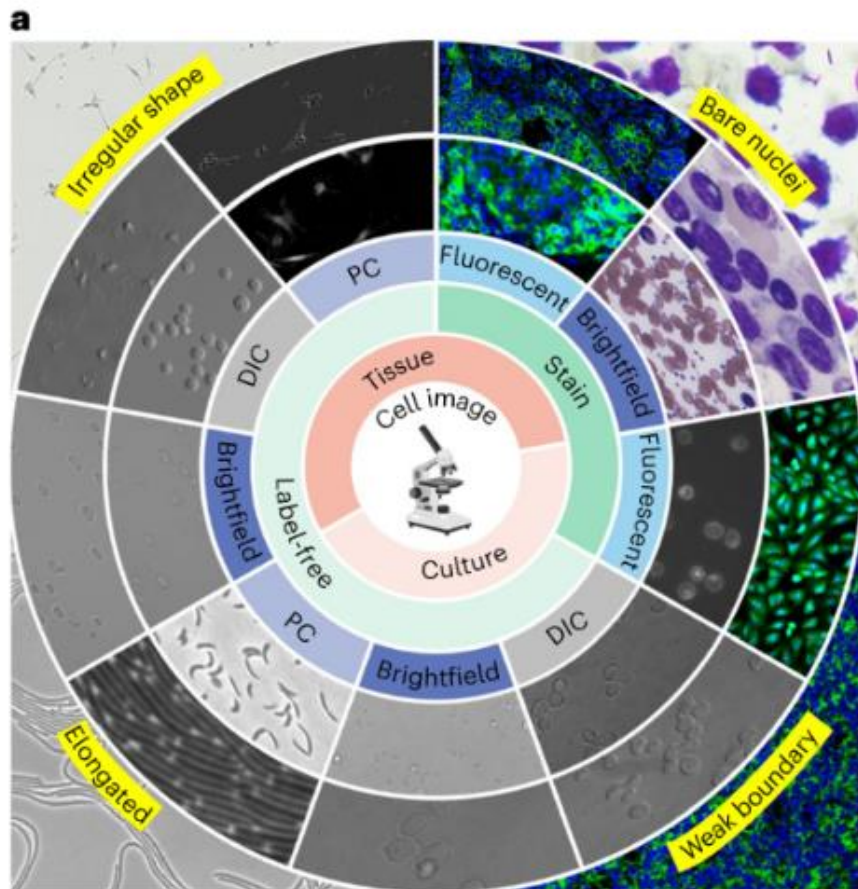 a
Irregular shape
Bare nuclei
PC
Fluorescent
DIC
Brightfield
Tissue
Stain
Cell image
Brightfield
Label-free
Fluorescent
Culture
PC
DIC
Brightfield
Elongated
Weak boundary